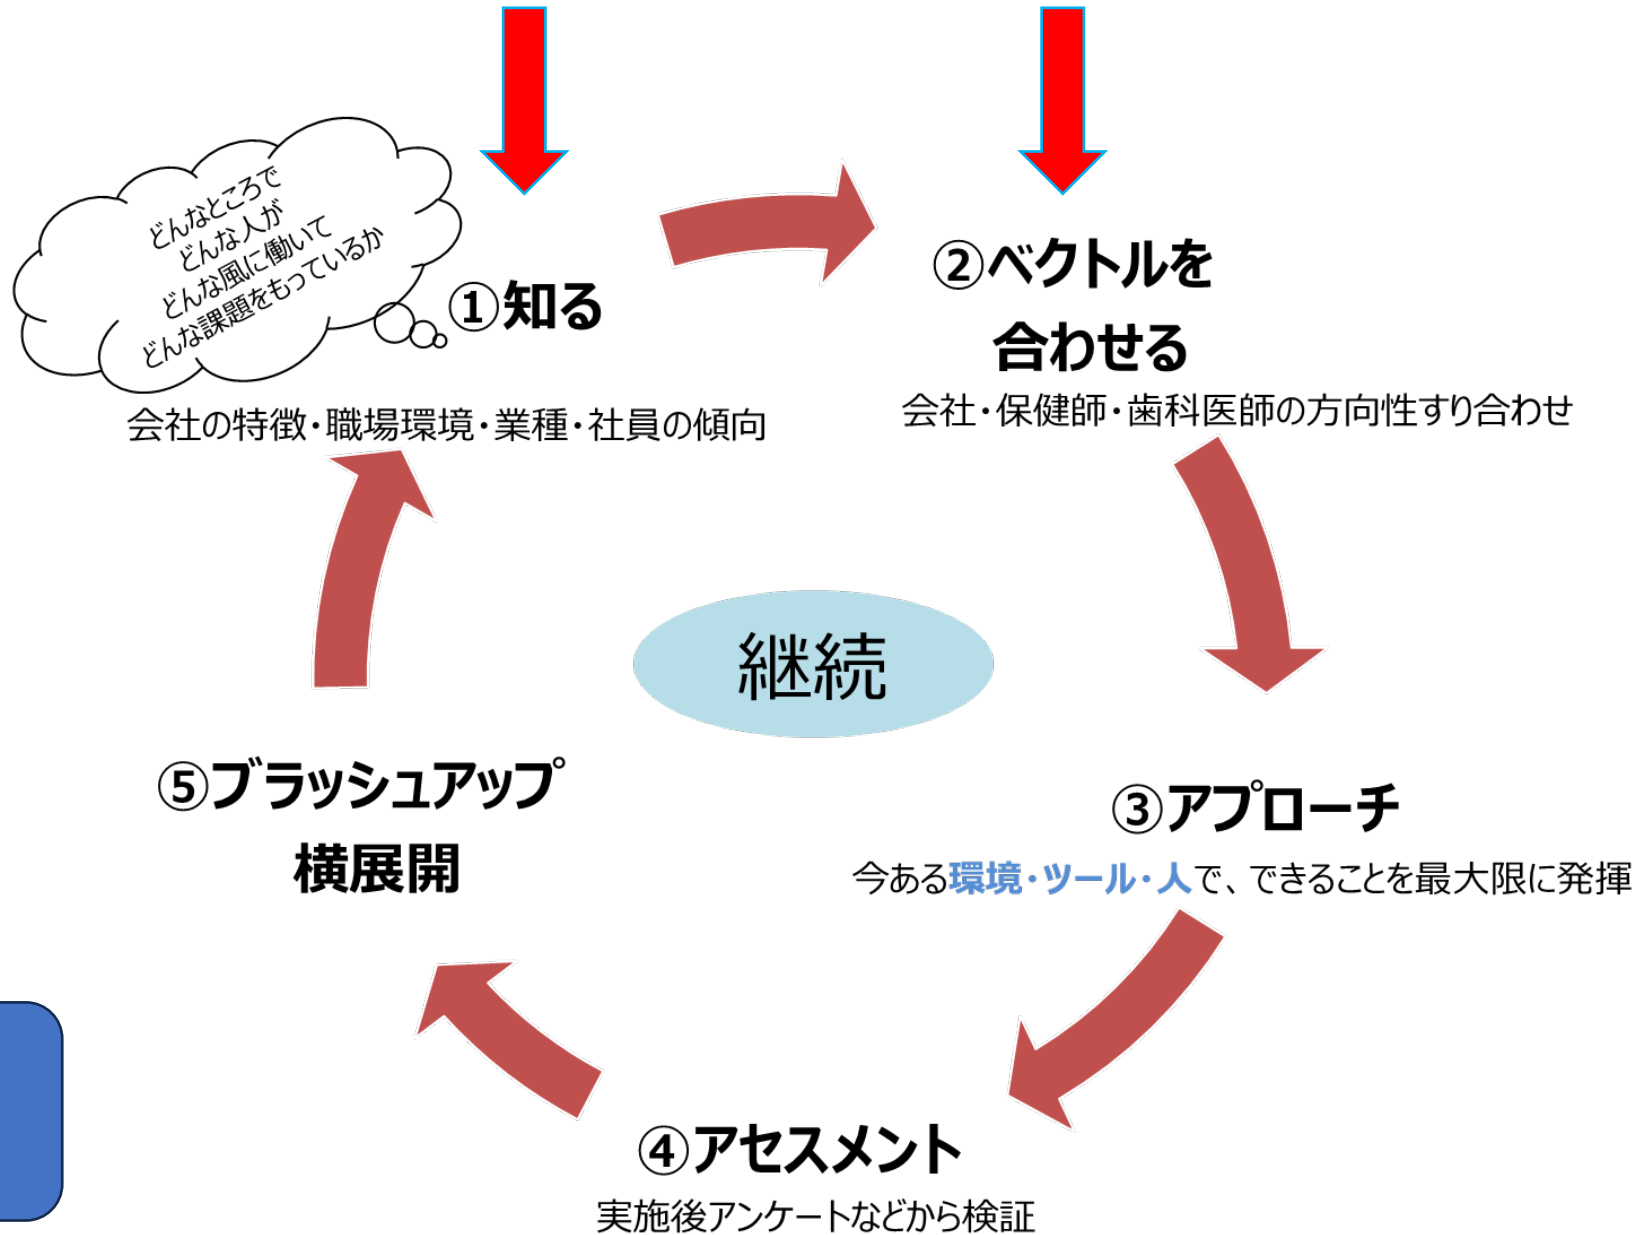 どんなところで
どんな人が
どんな風に働いて
どんな課題をもっているか
①知る
会社の特徴・職場環境・業種・社員の傾向
②ベクトルを
合わせる
会社・保健師・歯科医師の方向性すり合わせ
継続
③アプローチ
今ある環境・ツール・人で、できることを最大限に発揮
④アセスメント
実施後アンケートなどから検証
⑤ブラッシュアップ
横展開